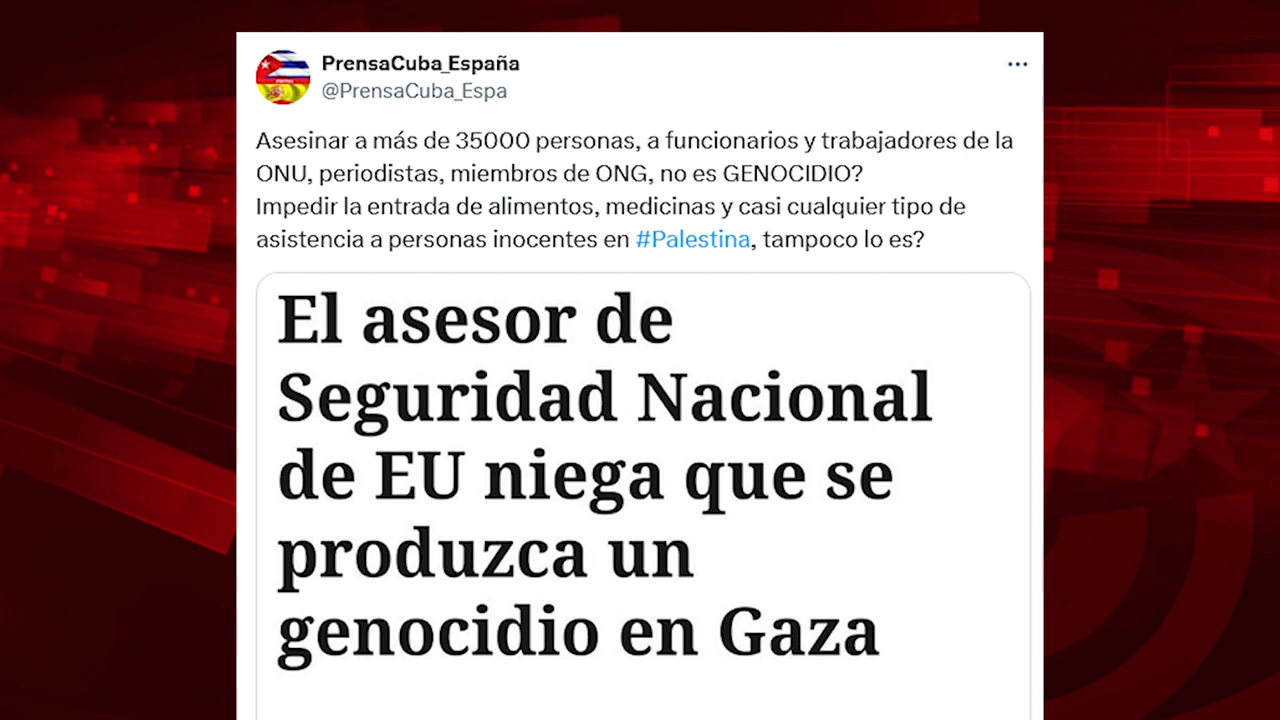 PrensaCuba_España
@PrensaCuba_Espa
Asesinar a más de 35000 personas, a funcionarios y trabajadores de la
ONU, periodistas, miembros de ONG, no es GENOCIDIO?
Impedir la entrada de alimentos, medicinas y casi cualquier tipo de
asistencia a personas inocentes en #Palestina, tampoco lo es?
El asesor de
Seguridad Nacional
de EU niega que se
produzca un
genocidio en Gaza